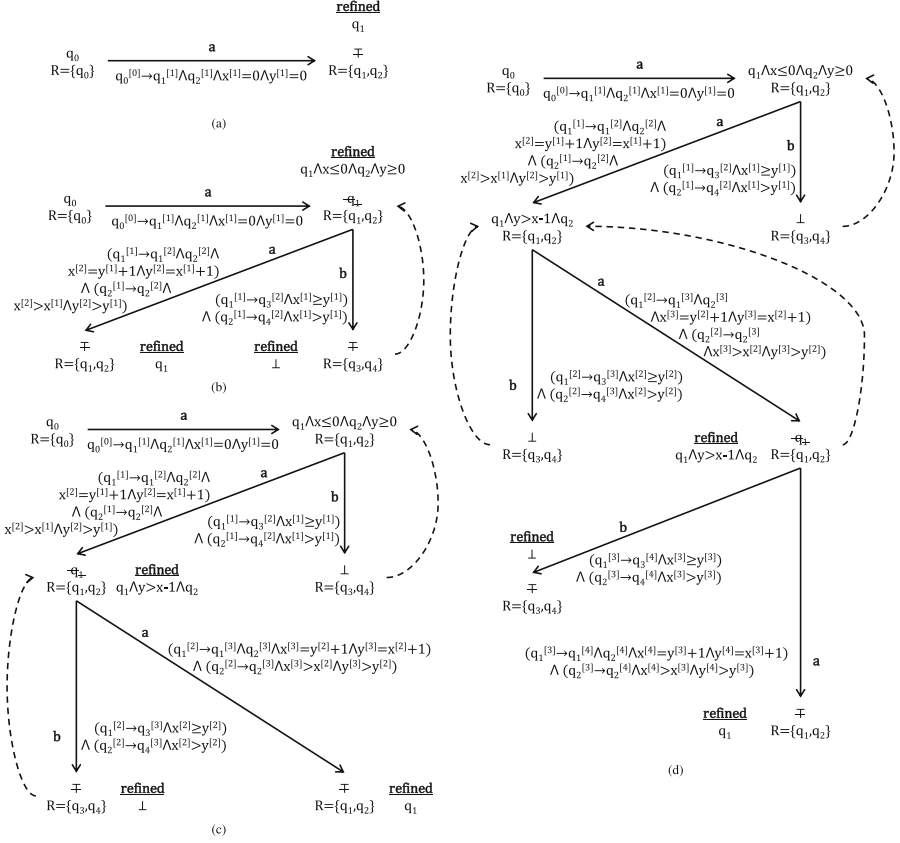 refined
q₁
q₀
R={q₀}
a
q₀^[0]→q₁^[1]∧q₂^[1]∧x^[1]=0∧y^[1]=0
⊤
R={q₁,q₂}
(a)
refined
q₁∧x≤0∧q₂∧y≥0
q₀
R={q₀}
a
q₀^[0]→q₁^[1]∧q₂^[1]∧x^[1]=0∧y^[1]=0
q₁
R={q₁,q₂}
a
(q₁^[1]→q₁^[2]∧q₂^[2]∧
x^[2]=y^[1]+1∧y^[2]=x^[1]+1)
∧ (q₂^[1]→q₂^[2]∧
x^[2]>x^[1]∧y^[2]>y^[1])
b
(q₁^[1]→q₃^[2]∧x^[1]≥y^[1])
∧ (q₂^[1]→q₄^[2]∧x^[1]>y^[1])
⊤
R={q₁,q₂}
refined
q₁
refined
⊥
⊤
R={q₃,q₄}
(b)
q₀
R={q₀}
a
q₀^[0]→q₁^[1]∧q₂^[1]∧x^[1]=0∧y^[1]=0
q₁∧x≤0∧q₂∧y≥0
R={q₁,q₂}
a
(q₁^[1]→q₁^[2]∧q₂^[2]∧
x^[2]=y^[1]+1∧y^[2]=x^[1]+1)
∧ (q₂^[1]→q₂^[2]∧
x^[2]>x^[1]∧y^[2]>y^[1])
b
(q₁^[1]→q₃^[2]∧x^[1]≥y^[1])
∧ (q₂^[1]→q₄^[2]∧x^[1]>y^[1])
q₁
R={q₁,q₂}
refined
q₁∧y>x-1∧q₂
⊥
R={q₃,q₄}
a
(q₁^[2]→q₁^[3]∧q₂^[3]∧x^[3]=y^[2]+1∧y^[3]=x^[2]+1)
∧ (q₂^[2]→q₂^[3]∧x^[3]>x^[2]∧y^[3]>y^[2])
b
(q₁^[2]→q₃^[3]∧x^[2]≥y^[2])
∧ (q₂^[2]→q₄^[3]∧x^[2]>y^[2])
⊤
R={q₃,q₄}
refined
⊥
⊤
R={q₁,q₂}
refined
q₁
(c)
q₀
R={q₀}
a
q₀^[0]→q₁^[1]∧q₂^[1]∧x^[1]=0∧y^[1]=0
q₁∧x≤0∧q₂∧y≥0
R={q₁,q₂}
a
(q₁^[1]→q₁^[2]∧q₂^[2]∧
x^[2]=y^[1]+1∧y^[2]=x^[1]+1)
∧ (q₂^[1]→q₂^[2]∧
x^[2]>x^[1]∧y^[2]>y^[1])
b
(q₁^[1]→q₃^[2]∧x^[1]≥y^[1])
∧ (q₂^[1]→q₄^[2]∧x^[1]>y^[1])
q₁∧y>x-1∧q₂
R={q₁,q₂}
⊥
R={q₃,q₄}
a
(q₁^[2]→q₁^[3]∧q₂^[3]
∧x^[3]=y^[2]+1∧y^[3]=x^[2]+1)
∧ (q₂^[2]→q₂^[3]
∧x^[3]>x^[2]∧y^[3]>y^[2])
b
(q₁^[2]→q₃^[3]∧x^[2]≥y^[2])
∧ (q₂^[2]→q₄^[3]∧x^[2]>y^[2])
⊥
R={q₃,q₄}
refined
q₁∧y>x-1∧q₂
q₁
R={q₁,q₂}
b
(q₁^[3]→q₃^[4]∧x^[3]≥y^[3])
∧ (q₂^[3]→q₄^[4]∧x^[3]>y^[3])
refined
⊥
⊤
R={q₃,q₄}
(q₁^[3]→q₁^[4]∧q₂^[4]∧x^[4]=y^[3]+1∧y^[4]=x^[3]+1)
∧ (q₂^[3]→q₂^[4]∧x^[4]>x^[3]∧y^[4]>y^[3])
a
refined
q₁
⊤
R={q₁,q₂}
(d)